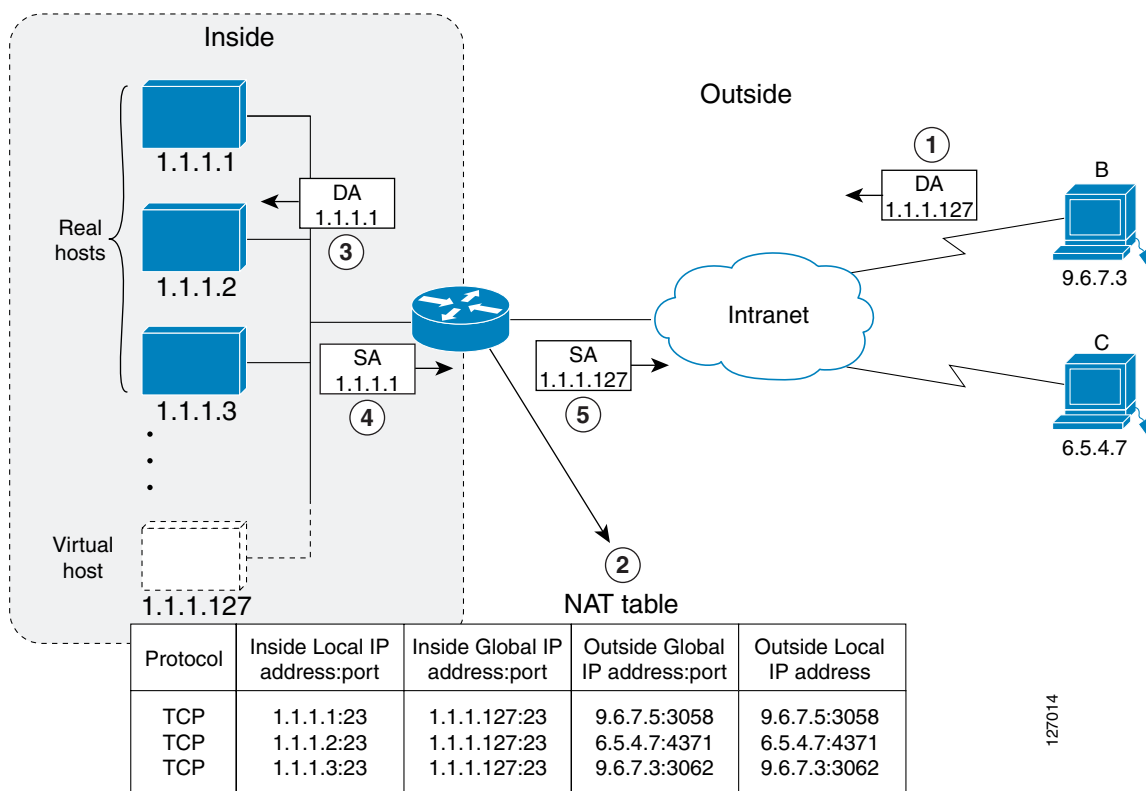 Inside
Outside
1.1.1.1
1
B
DA
1.1.1.127
DA
1.1.1.1
3
Real
hosts
1.1.1.2
9.6.7.3
Intranet
SA
1.1.1.1
4
SA
1.1.1.127
5
C
1.1.1.3
6.5.4.7
Virtual
host
1.1.1.127
2
NAT table
Protocol
Inside Local IP
address:port
Inside Global IP
address:port
Outside Global
IP address:port
Outside Local
IP address
TCP 1.1.1.1:23 1.1.1.127:23 9.6.7.5:3058 9.6.7.5:3058
TCP 1.1.1.2:23 1.1.1.127:23 6.5.4.7:4371 6.5.4.7:4371
TCP 1.1.1.3:23 1.1.1.127:23 9.6.7.3:3062 9.6.7.3:3062
127014